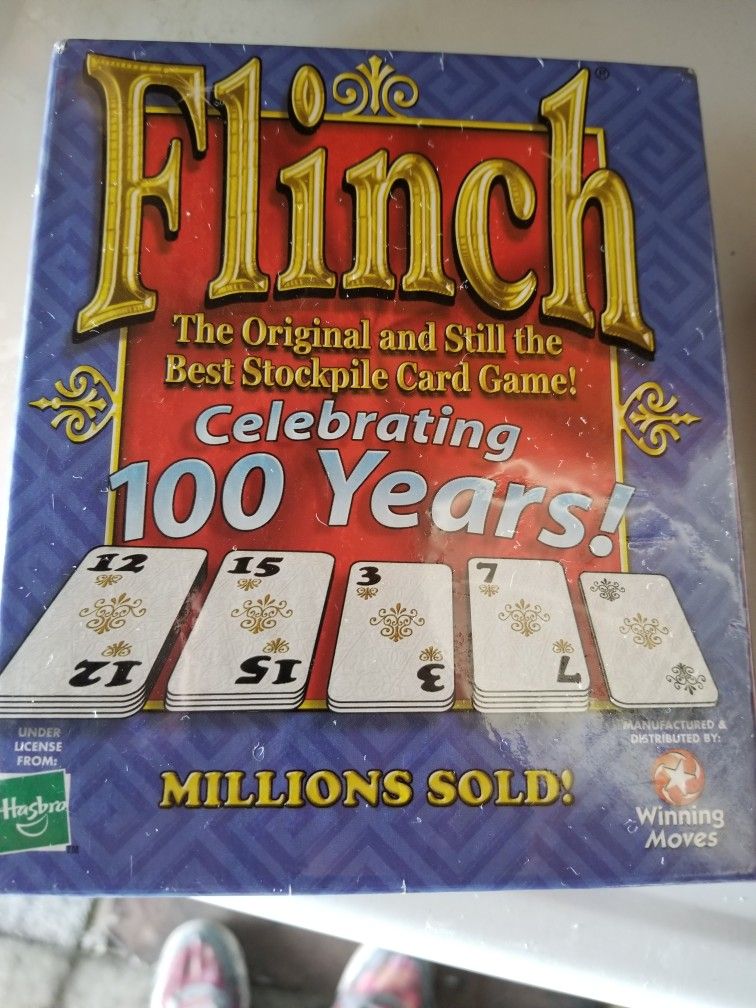 Flinch®
The Original and Still the
Best Stockpile Card Game!
Celebrating
100 Years!
12
15
3
7
12
15
3
7
UNDER
LICENSE
FROM:
Hasbro
TM
MILLIONS SOLD!
MANUFACTURED &
DISTRIBUTED BY:
Winning
Moves